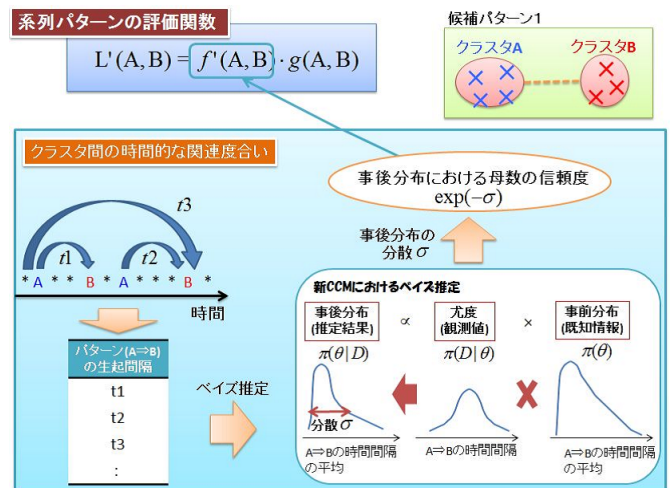 系列パターンの評価関数
L'(A,B) = f'(A,B)·g(A,B)
候補パターン1
クラスタA
クラスタB
クラスタ間の時間的な関連度合い
事後分布における母数の信頼度
exp(−σ)
事後分布の
分散σ
t3
t1
t2
* A * * B * A * * * B *
時間
パターン(A⇒B)
の生起間隔
t1
t2
t3
:
ベイズ推定
新CCMにおけるベイズ推定
事後分布
(推定結果)
∝
尤度
(観測値)
×
事前分布
(既知情報)
π(θ|D)
π(D|θ)
π(θ)
分散σ
A⇒Bの時間間隔
の平均
A⇒Bの時間間隔
A⇒Bの時間間隔
の平均